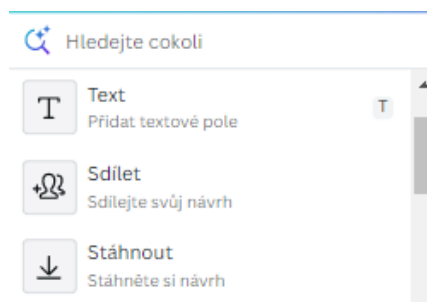 Hledejte cokoli
Text
T
Přidat textové pole
T
Sdílet
Sdílejte svůj návrh
Stáhnout
Stáhněte si návrh